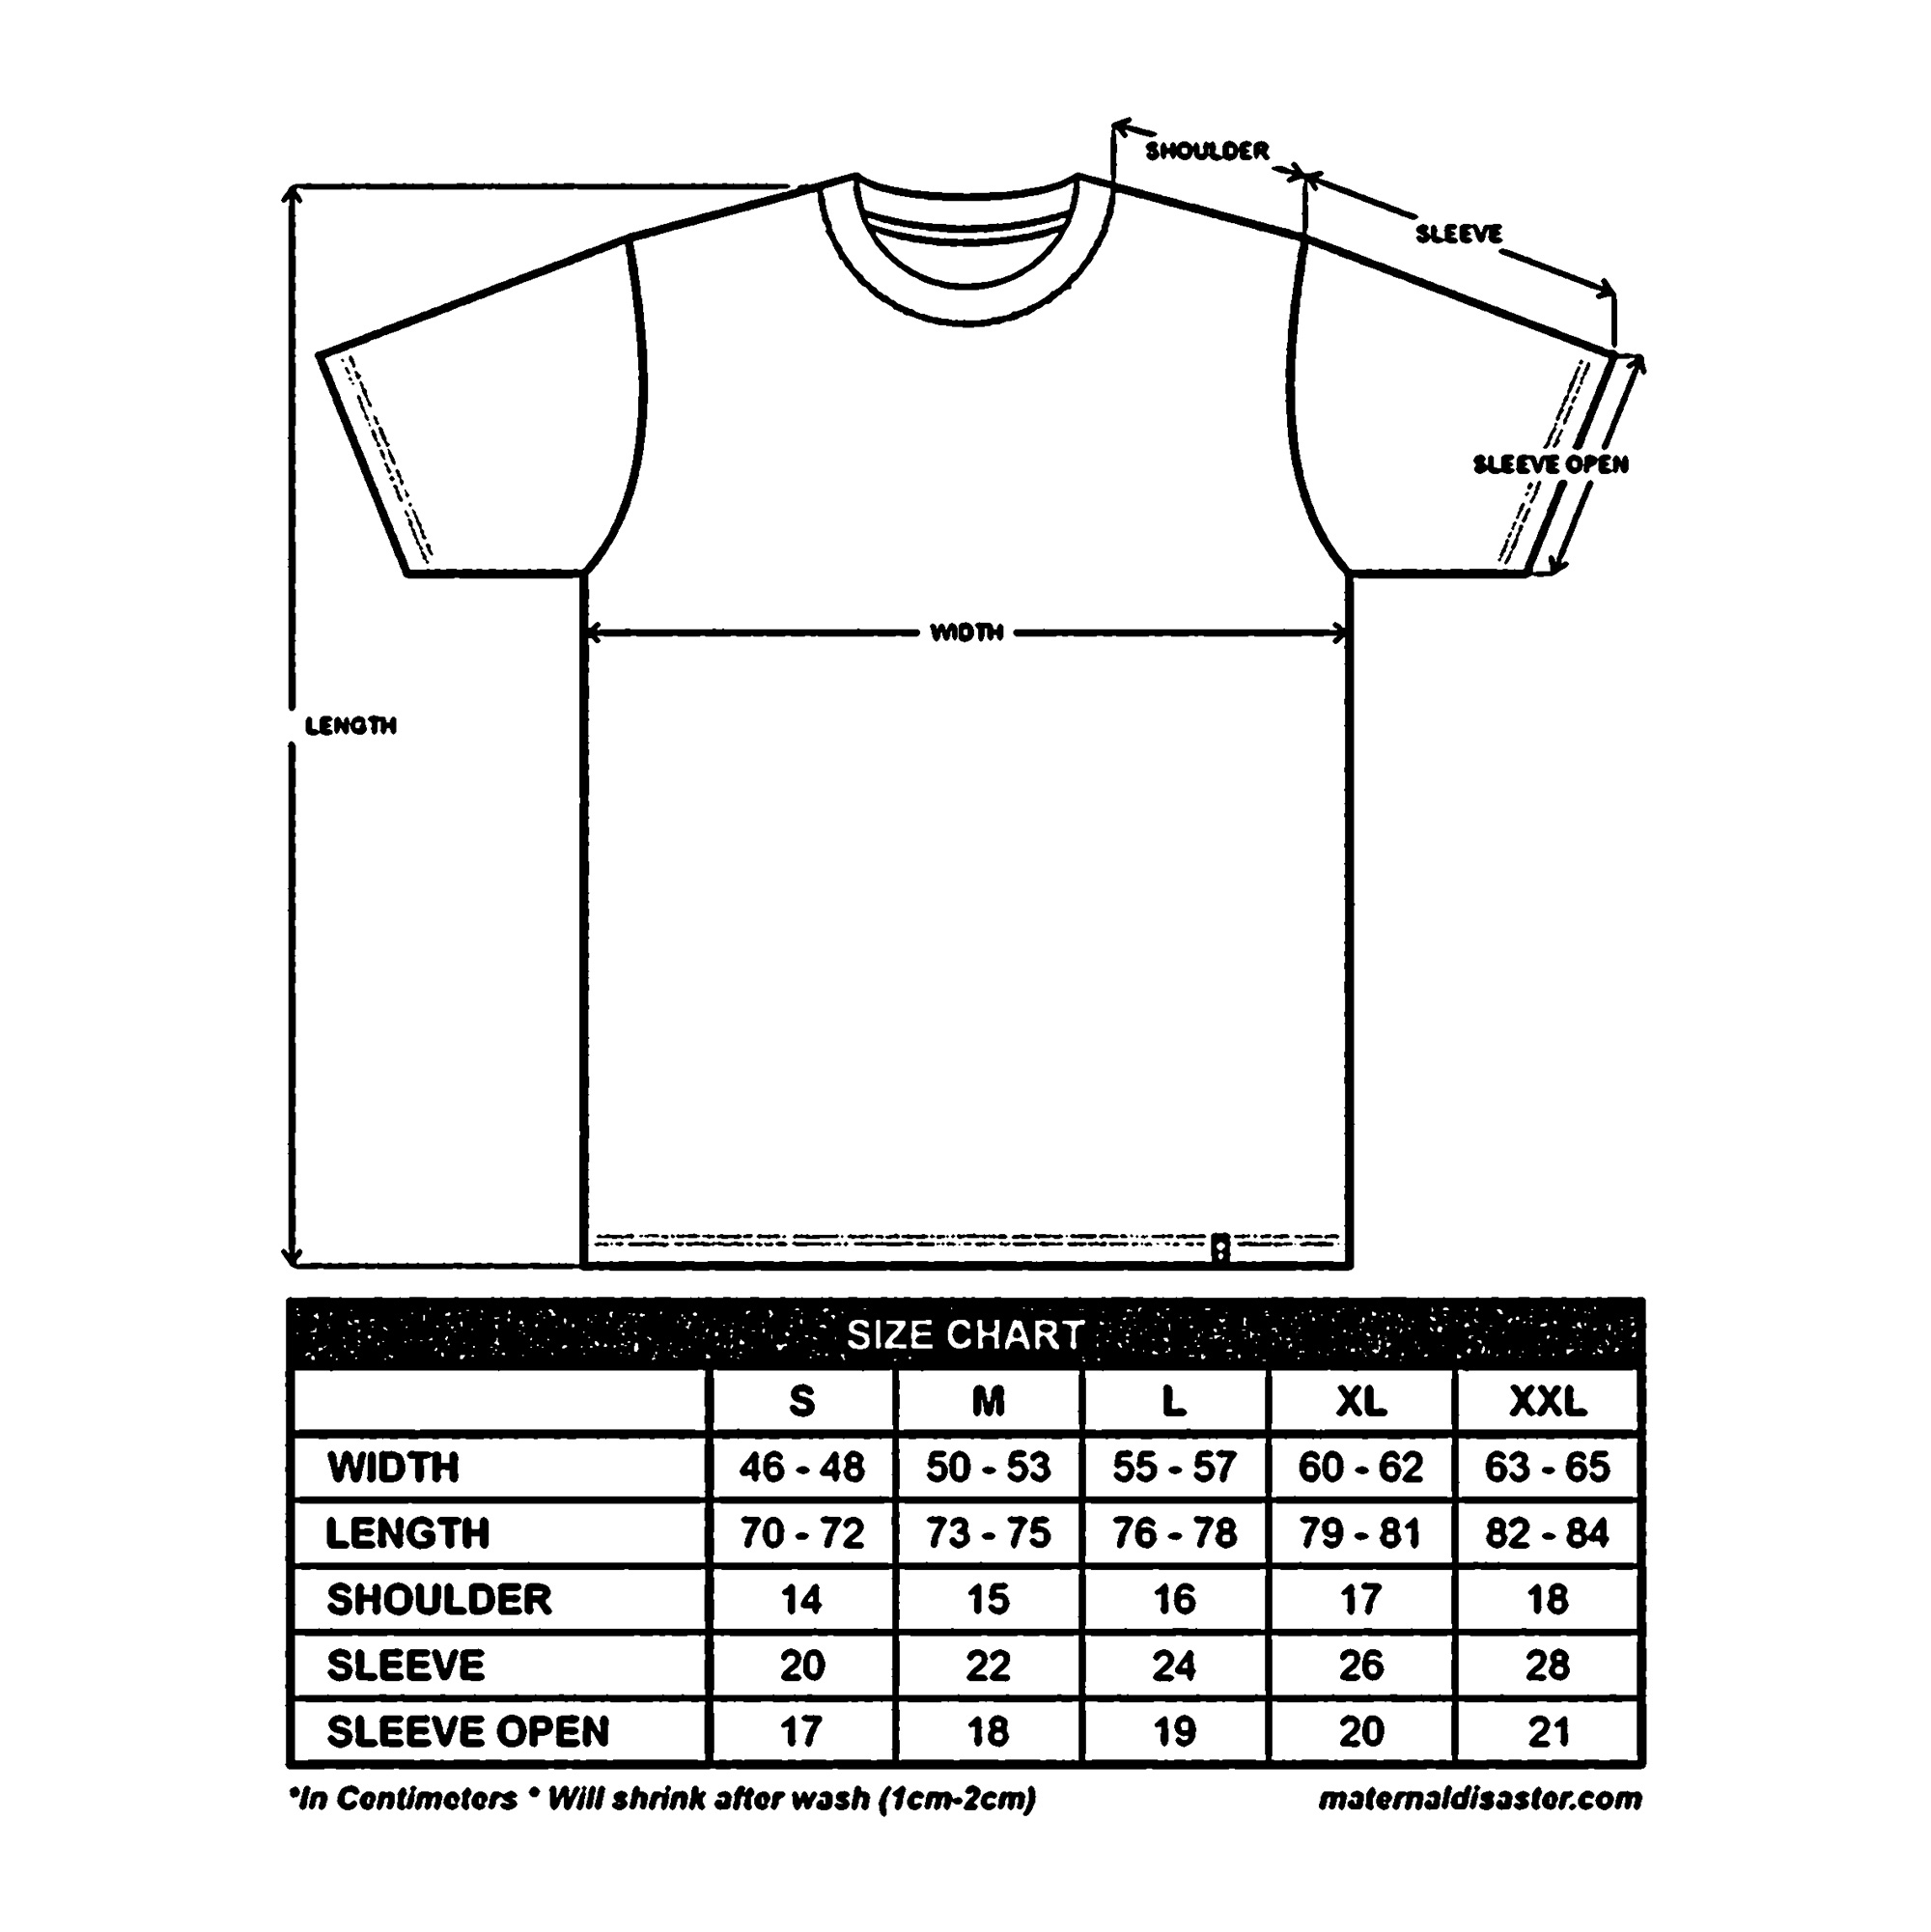 SHOULDER
SLEEVE
SLEEVE OPEN
WIDTH
LENGTH
SIZE CHART
S M L XL XXL
WIDTH 46 - 48 50 - 53 55 - 57 60 - 62 63 - 65
LENGTH 70 - 72 73 - 75 76 - 78 79 - 81 82 - 84
SHOULDER 14 15 16 17 18
SLEEVE 20 22 24 26 28
SLEEVE OPEN 17 18 19 20 21
*In Centimeters * Will shrink after wash (1cm-2cm) maternaldisaster.com